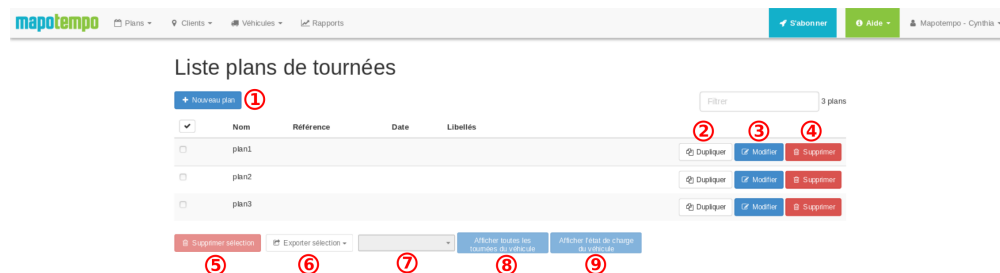 mapotempo Plans Clients Véhicules Rapports S'abonner Aide Mapotempo - Cynthia
Liste plans de tournées
Nouveau plan ① Filtrer 3 plans
Nom Référence Date Libellés ② ③ ④
plan1 Dupliquer Modifier Supprimer
plan2 Dupliquer Modifier Supprimer
plan3 Dupliquer Modifier Supprimer
Supprimer sélection Exporter sélection Afficher toutes les Afficher l'état de charge
tournées du véhicule du véhicule
⑤ ⑥ ⑦ ⑧ ⑨